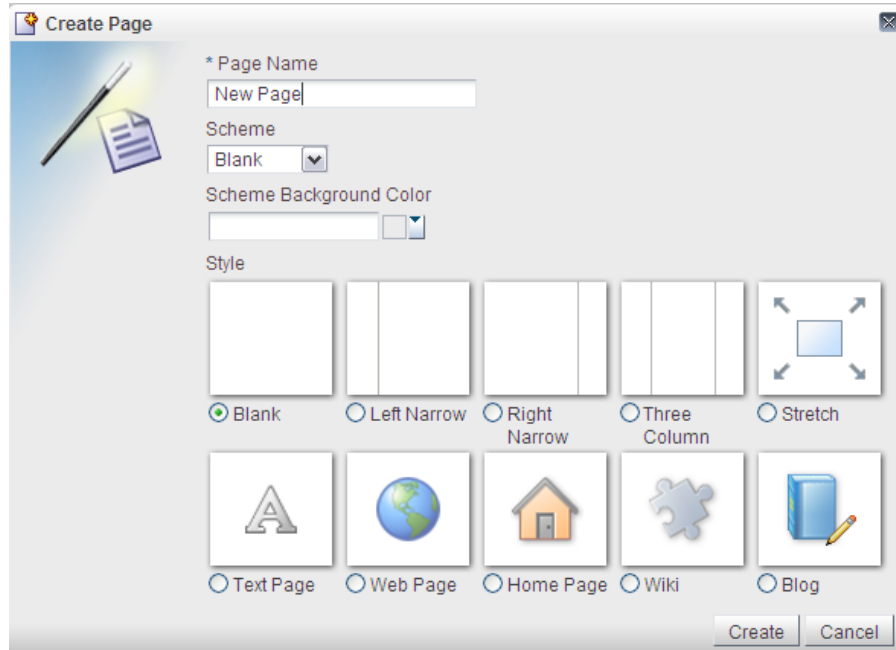 Create Page
* Page Name
New Page
Scheme
Blank
Scheme Background Color
Style
Blank
Left Narrow
Right
Narrow
Three
Column
Stretch
A
Text Page
Web Page
Home Page
Wiki
Blog
Create
Cancel